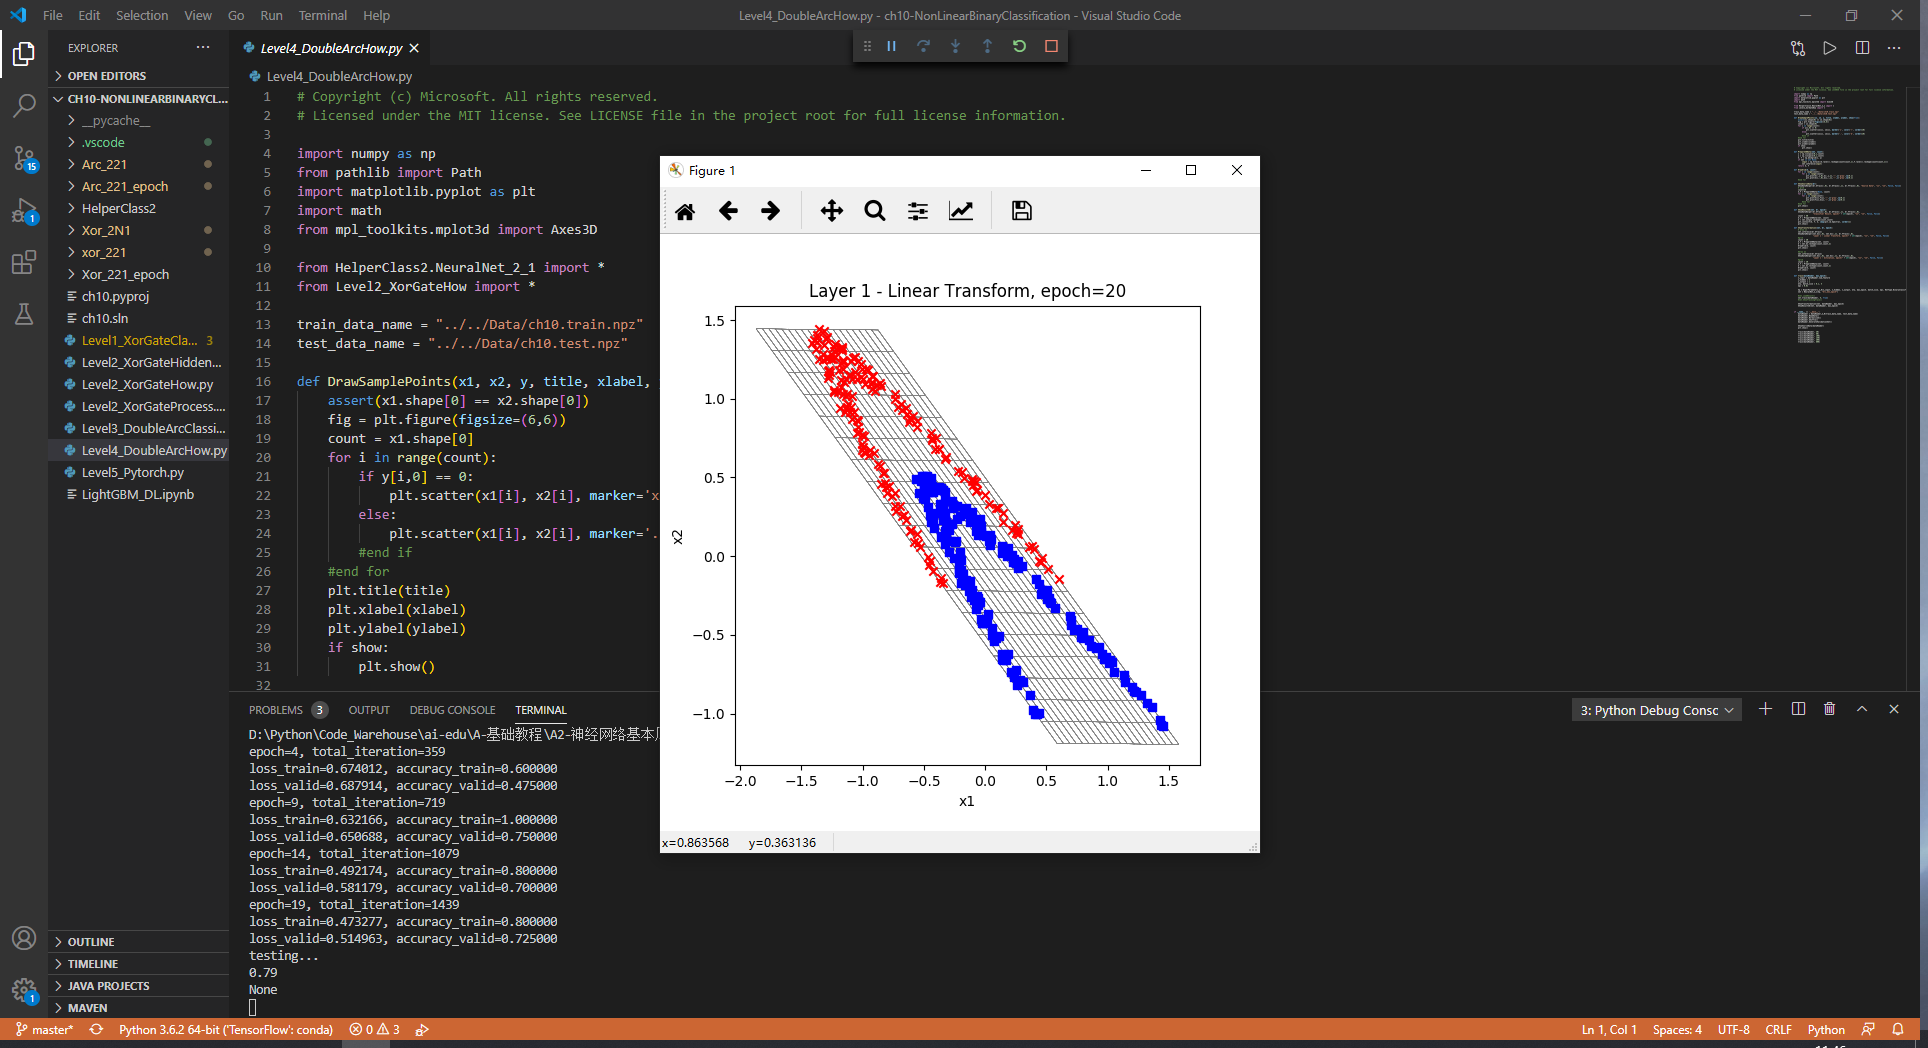 File Edit Selection View Go Run Terminal Help
Level4_DoubleArcHow.py - ch10-NonLinearBinaryClassification - Visual Studio Code
EXPLORER
OPEN EDITORS
CH10-NONLINEARBINARYCL...
__pycache__
.vscode
Arc_221
Arc_221_epoch
HelperClass2
Xor_2N1
xor_221
Xor_221_epoch
ch10.pyproj
ch10.sln
Level1_XorGateCla... 3
Level2_XorGateHidden...
Level2_XorGateHow.py
Level2_XorGateProcess....
Level3_DoubleArcClassi...
Level4_DoubleArcHow.py
Level5_Pytorch.py
LightGBM_DL.ipynb
OUTLINE
TIMELINE
JAVA PROJECTS
MAVEN
15
1
1
Level4_DoubleArcHow.py
Level4_DoubleArcHow.py
1 # Copyright (c) Microsoft. All rights reserved.
2 # Licensed under the MIT license. See LICENSE file in the project root for full license information.
3
4 import numpy as np
5 from pathlib import Path
6 import matplotlib.pyplot as plt
7 import math
8 from mpl_toolkits.mplot3d import Axes3D
9
10 from HelperClass2.NeuralNet_2_1 import *
11 from Level2_XorGateHow import *
12
13 train_data_name = "../../Data/ch10.train.npz"
14 test_data_name = "../../Data/ch10.test.npz"
15
16 def DrawSamplePoints(x1, x2, y, title, xlabel,
17 assert(x1.shape[0] == x2.shape[0])
18 fig = plt.figure(figsize=(6,6))
19 count = x1.shape[0]
20 for i in range(count):
21 if y[i,0] == 0:
22 plt.scatter(x1[i], x2[i], marker='x
23 else:
24 plt.scatter(x1[i], x2[i], marker='.
25 #end if
26 #end for
27 plt.title(title)
28 plt.xlabel(xlabel)
29 plt.ylabel(ylabel)
30 if show:
31 plt.show()
32
Figure 1
Layer 1 - Linear Transform, epoch=20
1.5
1.0
0.5
0.0
−0.5
−1.0
x2
−2.0 −1.5 −1.0 −0.5 0.0 0.5 1.0 1.5
x1
x=0.863568 y=0.363136
PROBLEMS 3 OUTPUT DEBUG CONSOLE TERMINAL
3: Python Debug Consc
D:\Python\Code_Warehouse\ai-edu\A-基础教程\A2-神经网络基本
epoch=4, total_iteration=359
loss_train=0.674012, accuracy_train=0.600000
loss_valid=0.687914, accuracy_valid=0.475000
epoch=9, total_iteration=719
loss_train=0.632166, accuracy_train=1.000000
loss_valid=0.650688, accuracy_valid=0.750000
epoch=14, total_iteration=1079
loss_train=0.492174, accuracy_train=0.800000
loss_valid=0.581179, accuracy_valid=0.700000
epoch=19, total_iteration=1439
loss_train=0.473277, accuracy_train=0.800000
loss_valid=0.514963, accuracy_valid=0.725000
testing...
0.79
None
master* Python 3.6.2 64-bit ('TensorFlow': conda) 0 3
Ln 1, Col 1 Spaces: 4 UTF-8 CRLF Python